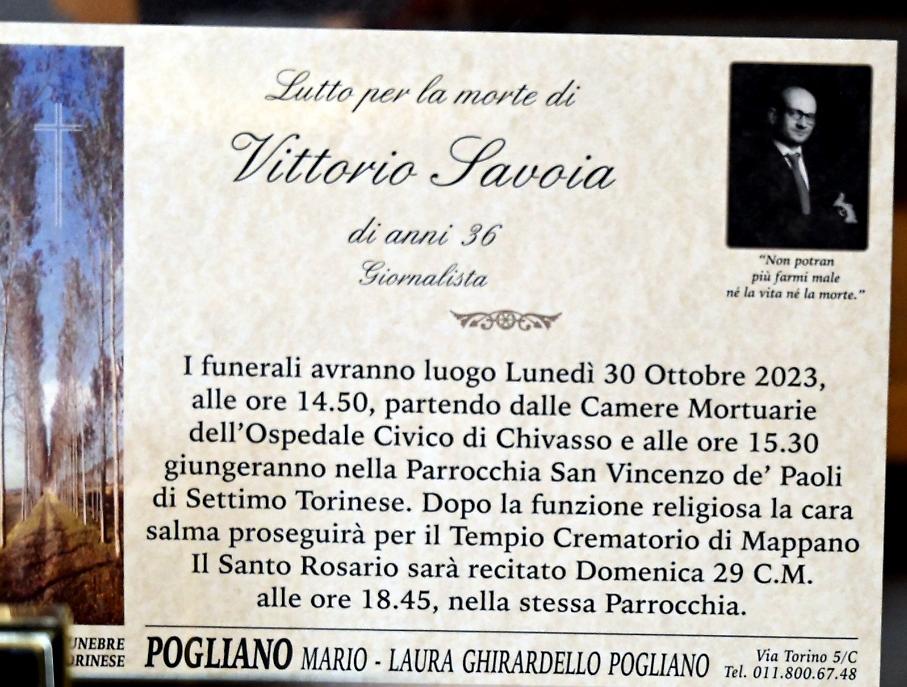 Lutto per la morte di
Vittorio Savoia
di anni 36
Giornalista
"Non potran
più farmi male
né la vita né la morte."
I funerali avranno luogo Lunedì 30 Ottobre 2023,
alle ore 14.50, partendo dalle Camere Mortuarie
dell'Ospedale Civico di Chivasso e alle ore 15.30
giungeranno nella Parrocchia San Vincenzo de' Paoli
di Settimo Torinese. Dopo la funzione religiosa la cara
salma proseguirà per il Tempio Crematorio di Mappano
Il Santo Rosario sarà recitato Domenica 29 C.M.
alle ore 18.45, nella stessa Parrocchia.
POGLIANO MARIO - LAURA GHIRARDELLO POGLIANO
Via Torino 5/C
Tel. 011.800.67.48